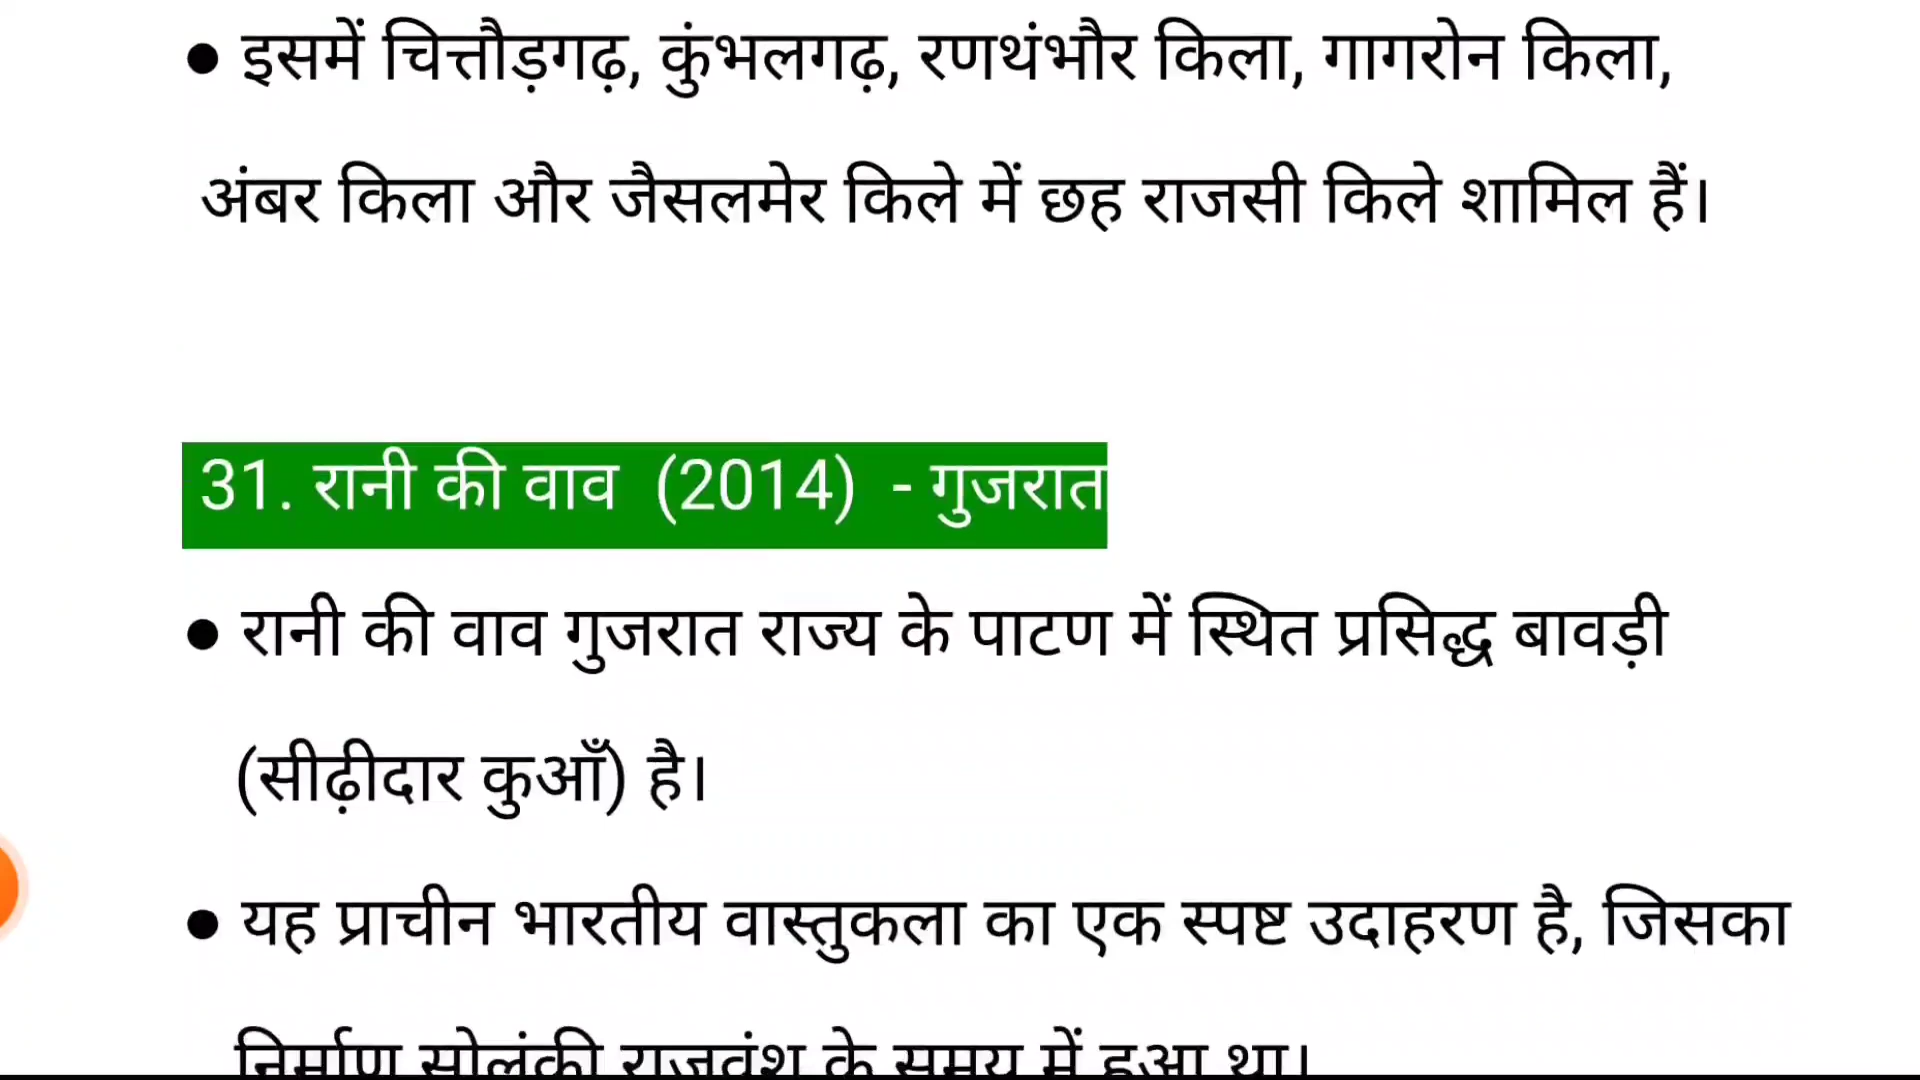 ● इसमें चित्तौड़गढ़, कुंभलगढ़, रणथंभौर किला, गागरोन किला,
अंबर किला और जैसलमेर किले में छह राजसी किले शामिल हैं।
31. रानी की वाव (2014) - गुजरात
● रानी की वाव गुजरात राज्य के पाटण में स्थित प्रसिद्ध बावड़ी
(सीढ़ीदार कुआँ) है।
● यह प्राचीन भारतीय वास्तुकला का एक स्पष्ट उदाहरण है, जिसका
निर्माण सोलंकी राजवंश के समय में हुआ था।